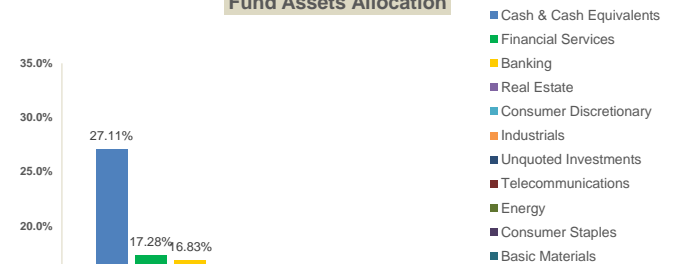 Fund Assets Allocation
35.0%
30.0%
25.0%
20.0%
27.11%
17.28%
16.83%
Cash & Cash Equivalents
Financial Services
Banking
Real Estate
Consumer Discretionary
Industrials
Unquoted Investments
Telecommunications
Energy
Consumer Staples
Basic Materials